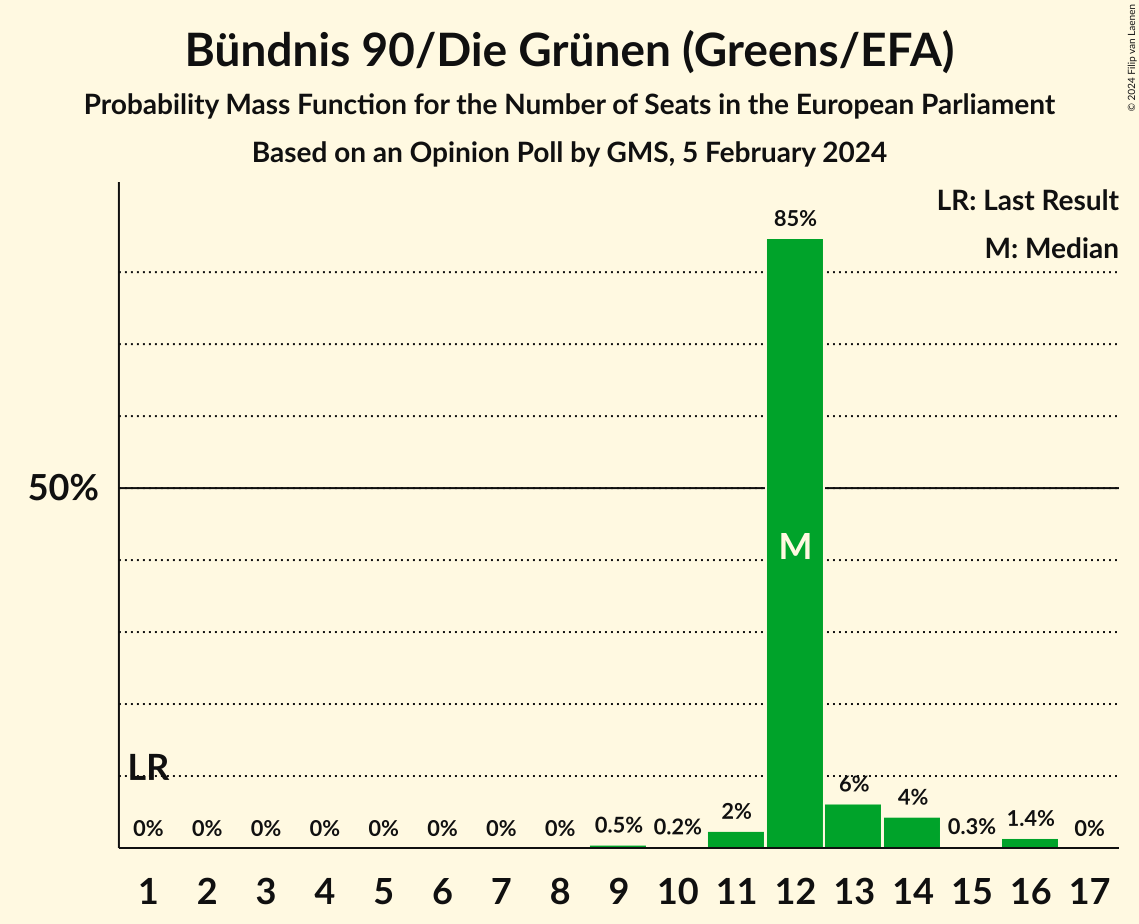 Bündnis 90/Die Grünen (Greens/EFA)
Probability Mass Function for the Number of Seats in the European Parliament
Based on an Opinion Poll by GMS, 5 February 2024
© 2024 Filip van Laenen
LR: Last Result
M: Median
85%
50%
M
LR
0% 0% 0% 0% 0% 0% 0% 0% 0.5% 0.2% 2% 6% 4% 0.3% 1.4% 0%
1 2 3 4 5 6 7 8 9 10 11 12 13 14 15 16 17